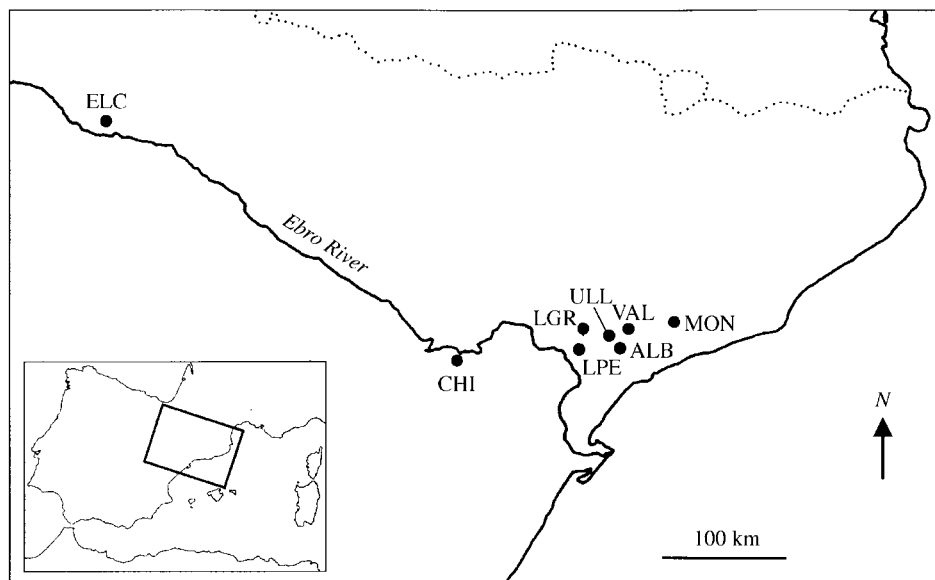 ELC
Ebro River
ULL
LGR
VAL
MON
ALB
LPE
CHI
N
100 km